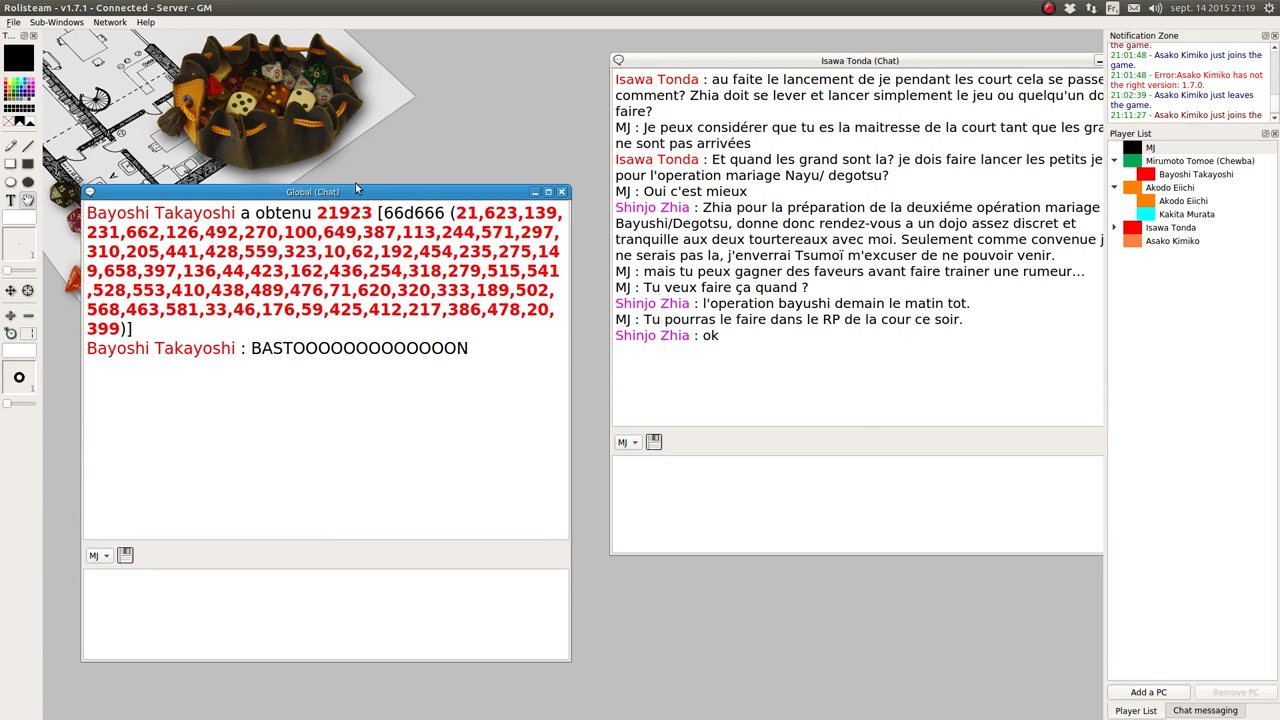 Rolisteam - v1.7.1 - Connected - Server - GM
Fr₁
sept. 14 2015 21:19
File Sub-Windows Network Help
T...
T
1
1
Global (Chat)
Bayoshi Takayoshi a obtenu 21923 [66d666 (21,623,139,
231,662,126,492,270,100,649,387,113,244,571,297,
310,205,441,428,559,323,10,62,192,454,235,275,14
9,658,397,136,44,423,162,436,254,318,279,515,541
,528,553,410,438,489,476,71,620,320,333,189,502,
568,463,581,33,46,176,59,425,412,217,386,478,20,
399)]
Bayoshi Takayoshi : BASTOOOOOOOOOOOOON
MJ
Isawa Tonda (Chat)
Isawa Tonda : au faite le lancement de je pendant les court cela se passe
comment? Zhia doit se lever et lancer simplement le jeu ou quelqu'un do
faire?
MJ : Je peux considérer que tu es la maitresse de la court tant que les gra
ne sont pas arrivées
Isawa Tonda : Et quand les grand sont la? je dois faire lancer les petits je
pour l'operation mariage Nayu/ degotsu?
MJ : Oui c'est mieux
Shinjo Zhia : Zhia pour la préparation de la deuxiéme opération mariage
Bayushi/Degotsu, donne donc rendez-vous a un dojo assez discret et
tranquille aux deux tourtereaux avec moi. Seulement comme convenue j
ne serais pas la, j'enverrai Tsumoï m'excuser de ne pouvoir venir.
MJ : mais tu peux gagner des faveurs avant faire trainer une rumeur...
MJ : Tu veux faire ça quand ?
Shinjo Zhia : l'operation bayushi demain le matin tot.
MJ : Tu pourras le faire dans le RP de la cour ce soir.
Shinjo Zhia : ok
MJ
Notification Zone
the game.
21:01:48 - Asako Kimiko just joins the
game.
21:01:48 - Error:Asako Kimiko has not
the right version: 1.7.0.
21:02:39 - Asako Kimiko just leaves
the game.
21:11:27 - Asako Kimiko just joins the
Player List
MJ
Mirumoto Tomoe (Chewba)
Bayoshi Takayoshi
Akodo Eiichi
Akodo Eiichi
Kakita Murata
Isawa Tonda
Asako Kimiko
Add a PC
Remove PC
Player List
Chat messaging